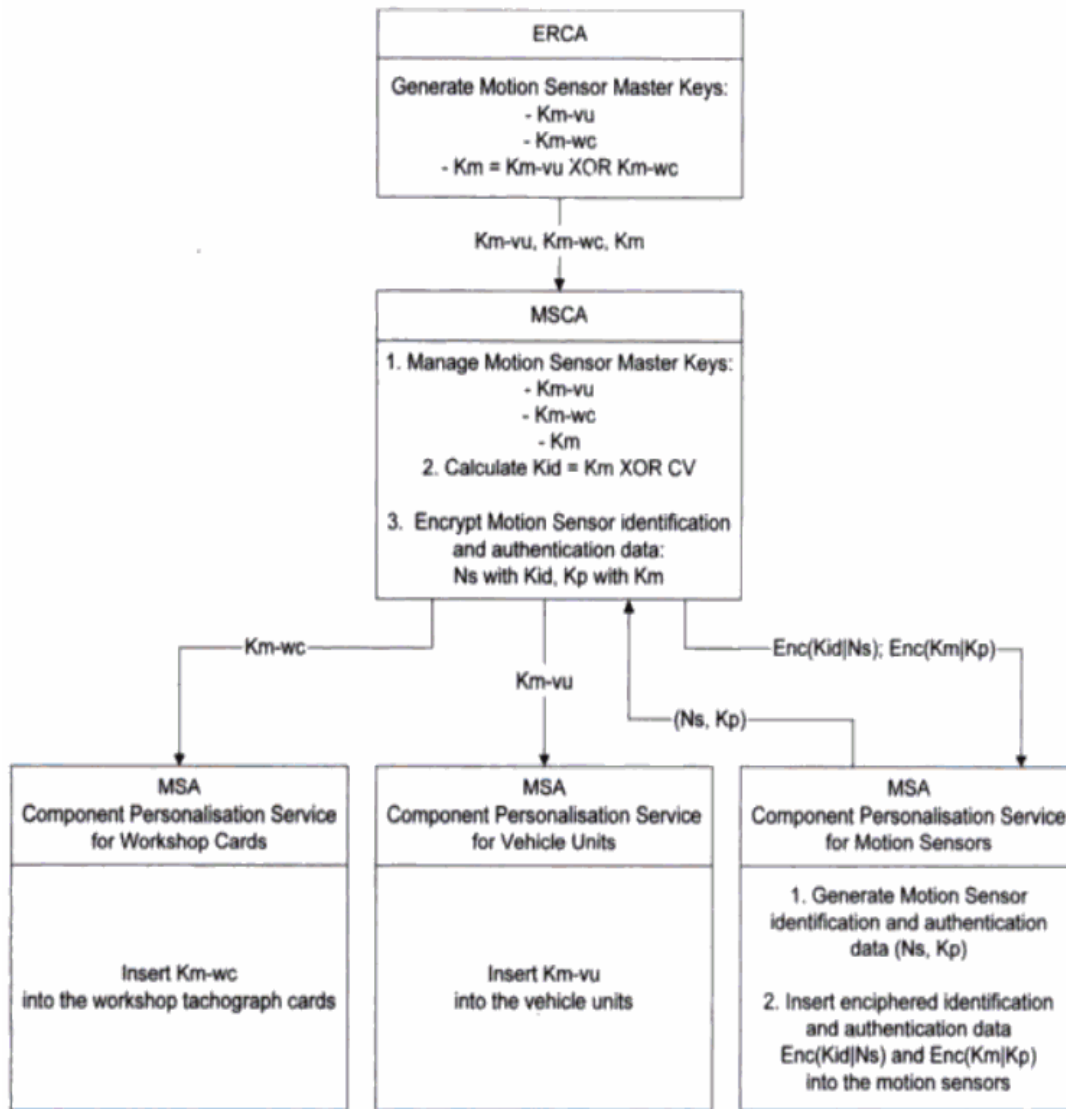 ERCA
Generate Motion Sensor Master Keys:
- Km-vu
- Km-wc
- Km = Km-vu XOR Km-wc
Km-vu, Km-wc, Km
MSCA
1. Manage Motion Sensor Master Keys:
- Km-vu
- Km-wc
- Km
2. Calculate Kid = Km XOR CV
3. Encrypt Motion Sensor identification
and authentication data:
Ns with Kid, Kp with Km
Km-wc
Km-vu
(Ns, Kp)
Enc(Kid|Ns); Enc(Km|Kp)
MSA
Component Personalisation Service
for Workshop Cards
Insert Km-wc
into the workshop tachograph cards
MSA
Component Personalisation Service
for Vehicle Units
Insert Km-vu
into the vehicle units
MSA
Component Personalisation Service
for Motion Sensors
1. Generate Motion Sensor
identification and authentication
data (Ns, Kp)
2. Insert enciphered identification
and authentication data
Enc(Kid|Ns) and Enc(Km|Kp)
into the motion sensors